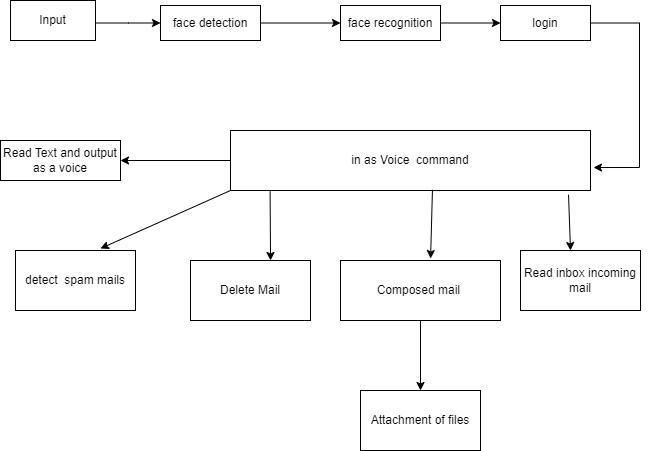 Input
face detection
face recognition
login
in as Voice command
Read Text and output
as a voice
detect spam mails
Delete Mail
Composed mail
Read inbox incoming
mail
Attachment of files